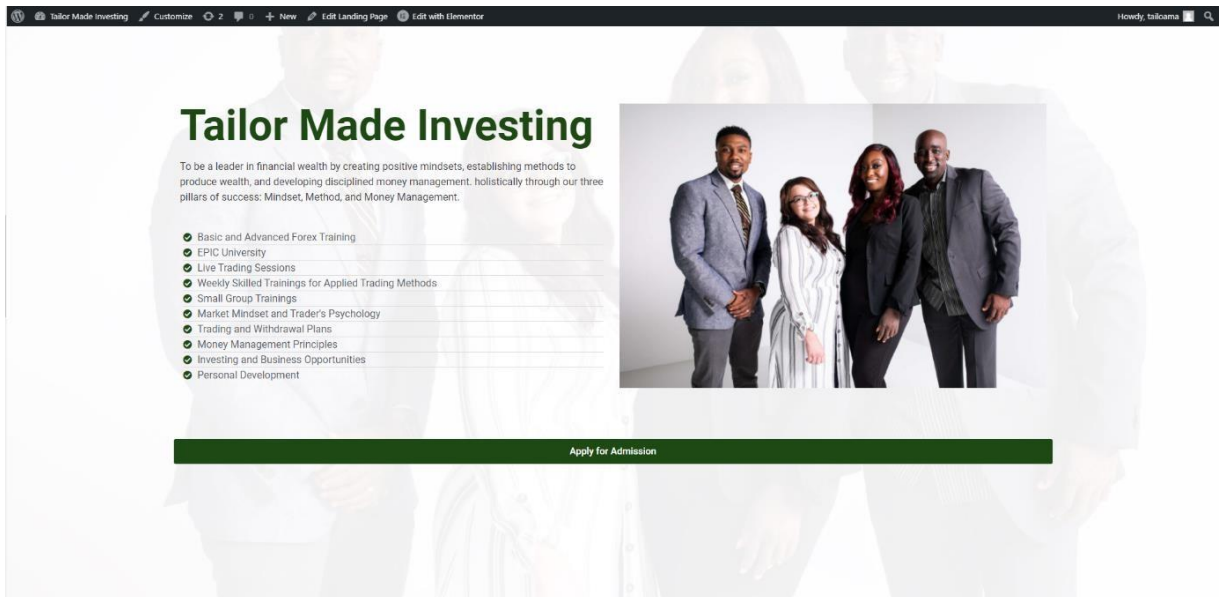 Tailor Made Investing Customize 2 0 New Edit Landing Page Edit with Elementor Howdy, tailoama
Tailor Made Investing
To be a leader in financial wealth by creating positive mindsets, establishing methods to
produce wealth, and developing disciplined money management. holistically through our three
pillars of success: Mindset, Method, and Money Management.
Basic and Advanced Forex Training
EPIC University
Live Trading Sessions
Weekly Skilled Trainings for Applied Trading Methods
Small Group Trainings
Market Mindset and Trader's Psychology
Trading and Withdrawal Plans
Money Management Principles
Investing and Business Opportunities
Personal Development
Apply for Admission